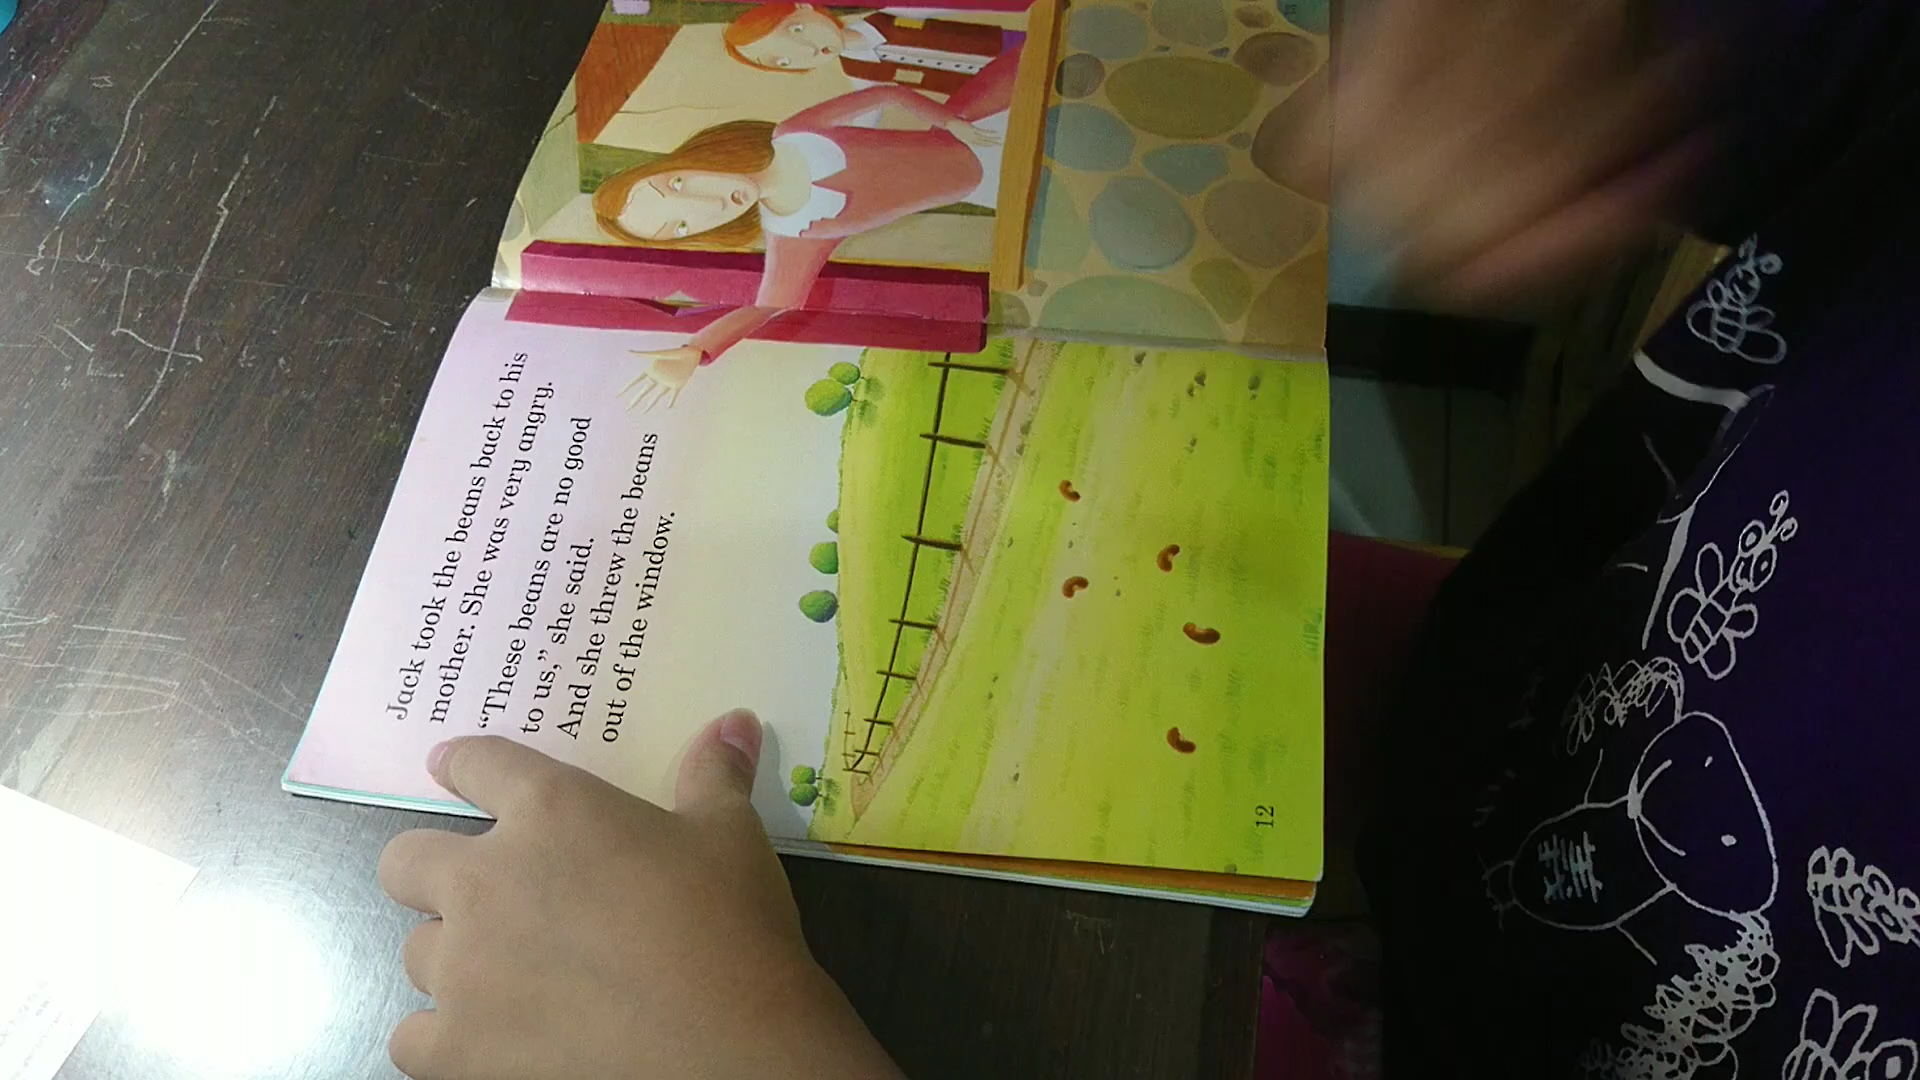 Jack took the beans back to his
mother. She was very angry.
“These beans are no good
to us,” she said.
And she threw the beans
out of the window.
12